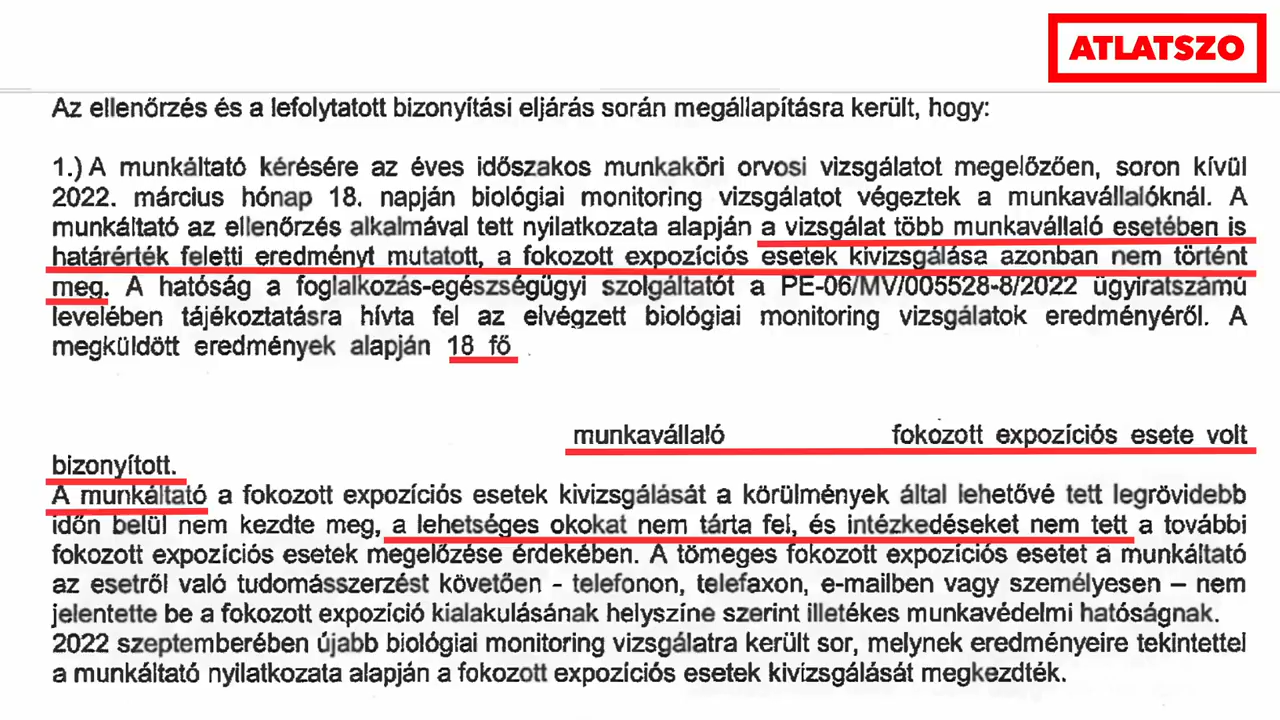 ATLATSZO
Az ellenőrzés és a lefolytatott bizonyítási eljárás során megállapításra került, hogy:
1.) A munkáltató kérésére az éves időszakos munkaköri orvosi vizsgálatot megelőzően, soron kívül
2022. március hónap 18. napján biológiai monitoring vizsgálatot végeztek a munkavállalóknál. A
munkáltató az ellenőrzés alkalmával tett nyilatkozata alapján a vizsgálat több munkavállaló esetében is
határérték feletti eredményt mutatott, a fokozott expozíciós esetek kivizsgálása azonban nem történt
meg. A hatóság a foglalkozás-egészségügyi szolgáltatót a PE-06/MV/005528-8/2022 ügyiratszámú
levelében tájékoztatásra hívta fel az elvégzett biológiai monitoring vizsgálatok eredményéről. A
megküldött eredmények alapján 18 fő
munkavállaló fokozott expozíciós esete volt
bizonyított.
A munkáltató a fokozott expozíciós esetek kivizsgálását a körülmények által lehetővé tett legrövidebb
időn belül nem kezdte meg, a lehetséges okokat nem tárta fel, és intézkedéseket nem tett a további
fokozott expozíciós esetek megelőzése érdekében. A tömeges fokozott expozíciós esetet a munkáltató
az esetről való tudomásszerzést követően - telefonon, telefaxon, e-mailben vagy személyesen – nem
jelentette be a fokozott expozíció kialakulásának helyszíne szerint illetékes munkavédelmi hatóságnak.
2022 szeptemberében újabb biológiai monitoring vizsgálatra került sor, melynek eredményeire tekintettel
a munkáltató nyilatkozata alapján a fokozott expozíciós esetek kivizsgálását megkezdték.